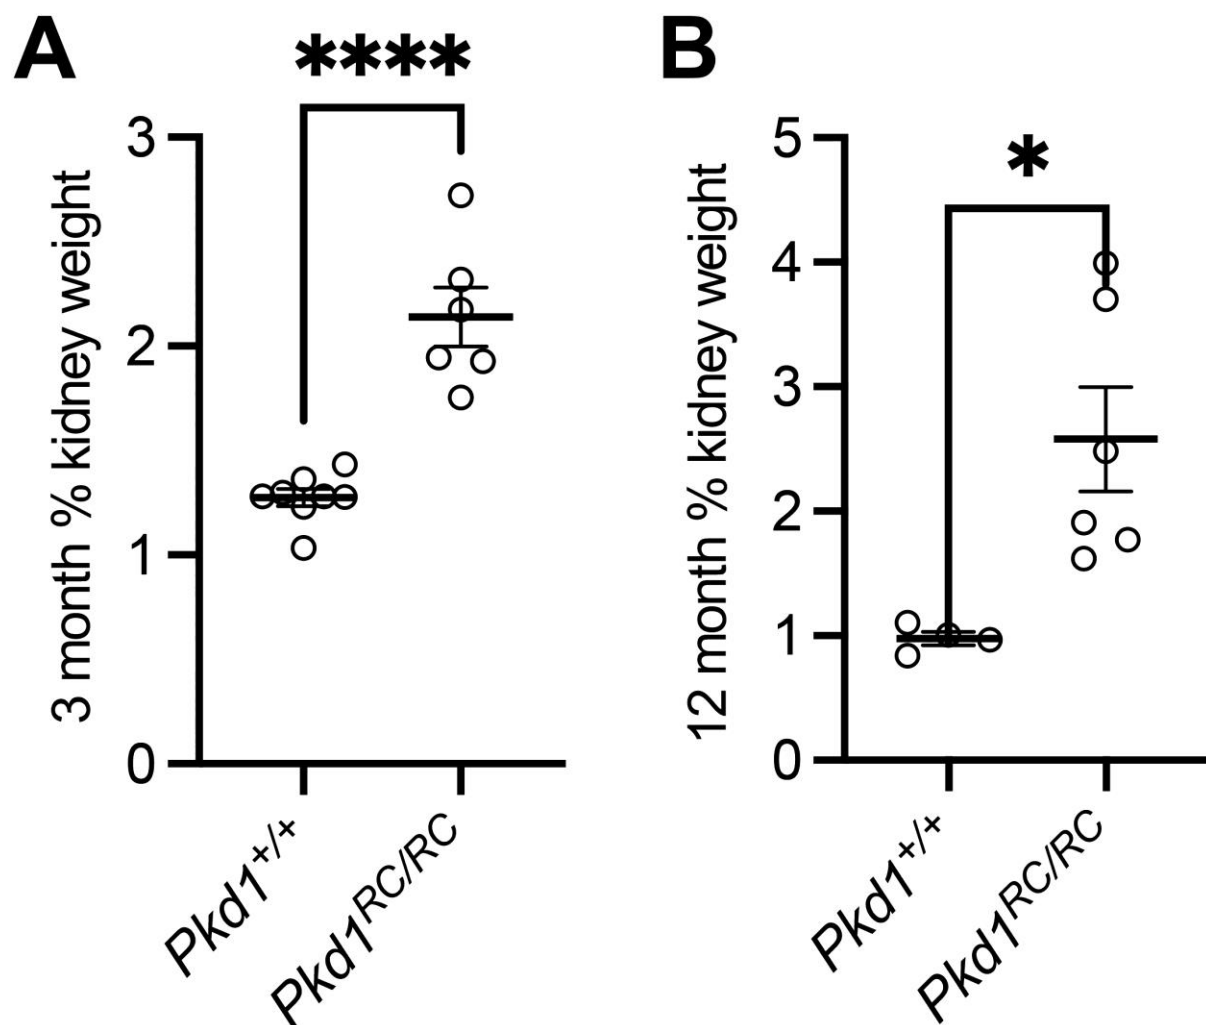 A
****
3
2
1
0
3 month % kidney weight
Pkd1+/+
Pkd1RC/RC
B
*
5
4
3
2
1
0
12 month % kidney weight
Pkd1+/+
Pkd1RC/RC